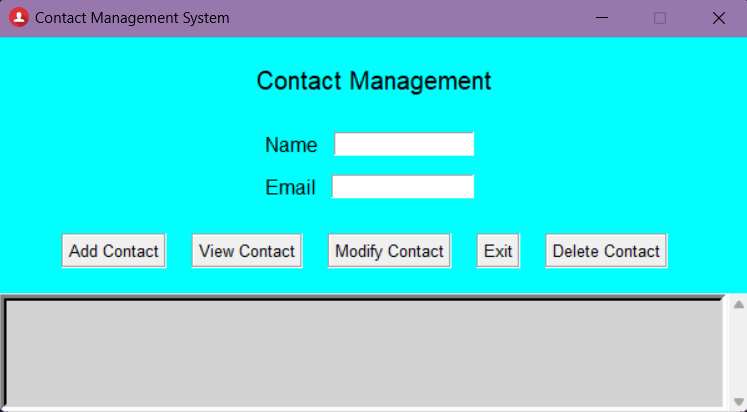 Contact Management System
Contact Management
Name
Email
Add Contact View Contact Modify Contact Exit Delete Contact